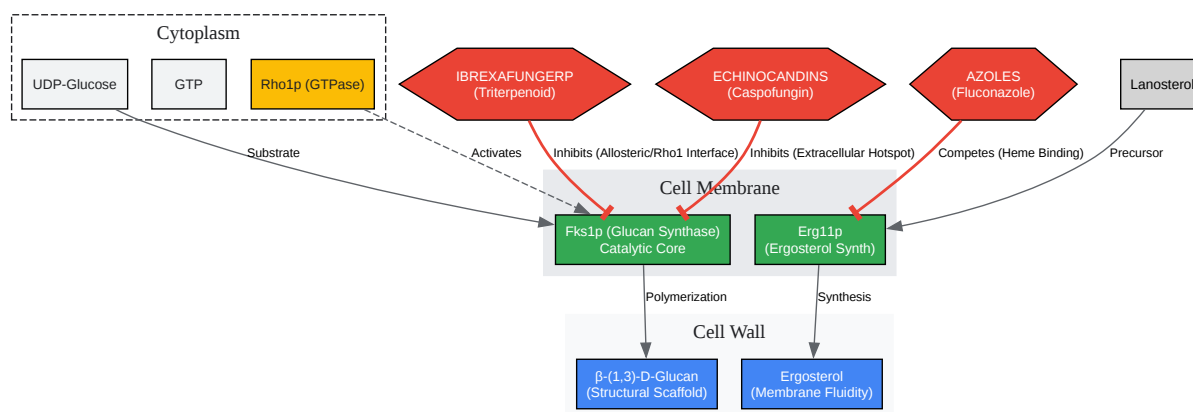 Cytoplasm
UDP-Glucose
GTP
Rho1p (GTPase)
IBREXAFUNGERP
(Triterpenoid)
ECHINOCANDINS
(Caspofungin)
AZOLES
(Fluconazole)
Lanosterol
Substrate
Activates
Inhibits (Allosteric/Rho1 Interface)
Inhibits (Extracellular Hotspot)
Competes (Heme Binding)
Precursor
Cell Membrane
Fks1p (Glucan Synthase)
Catalytic Core
Erg11p
(Ergosterol Synth)
Polymerization
Synthesis
Cell Wall
β-(1,3)-D-Glucan
(Structural Scaffold)
Ergosterol
(Membrane Fluidity)